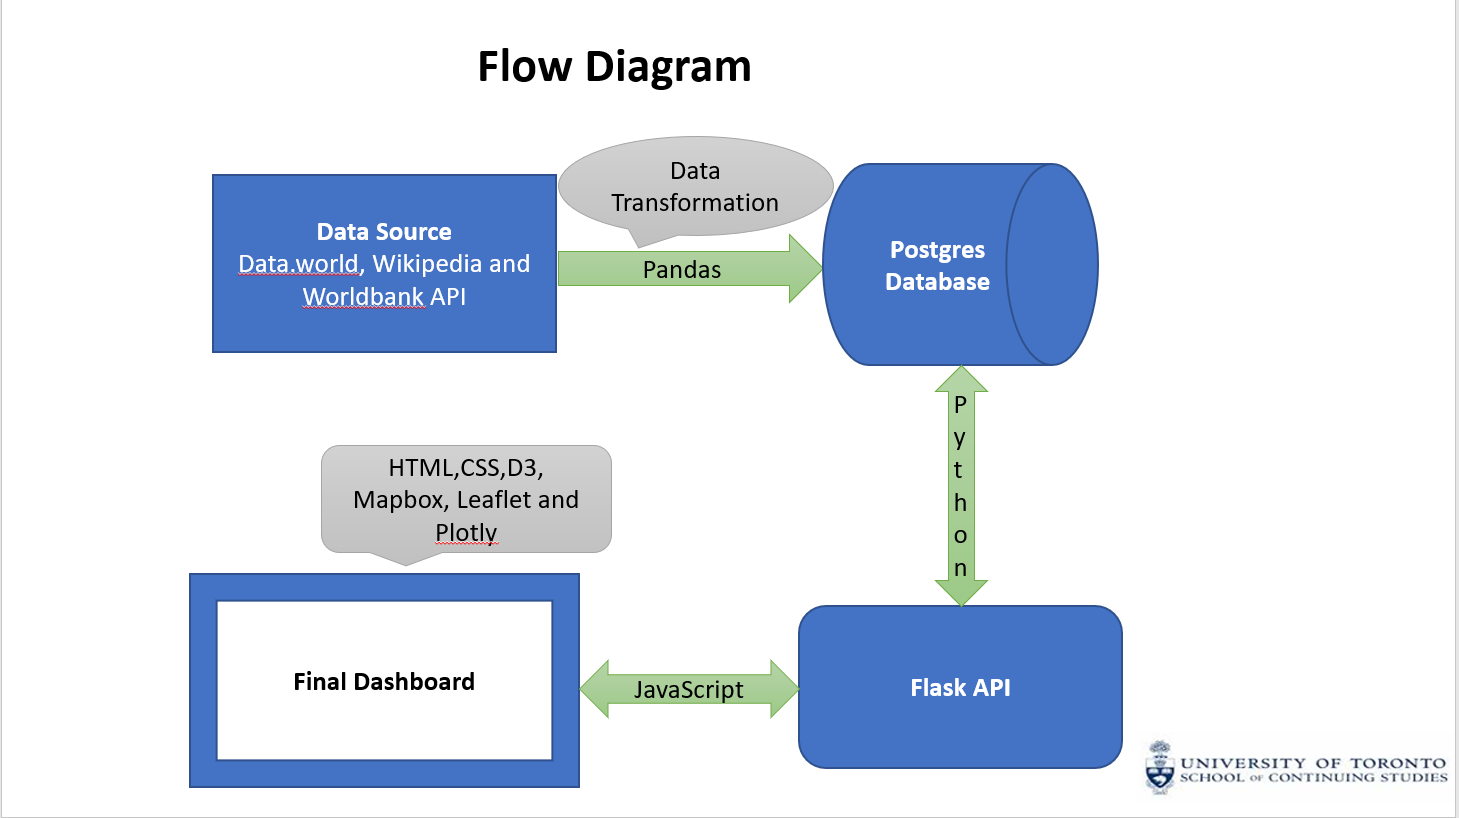 Flow Diagram
Data
Transformation
Data Source
Data.world, Wikipedia and
Worldbank API
Pandas
Postgres
Database
P
y
t
h
o
n
HTML,CSS,D3,
Mapbox, Leaflet and
Plotly
Final Dashboard
JavaScript
Flask API
UNIVERSITY OF TORONTO
SCHOOL OF CONTINUING STUDIES